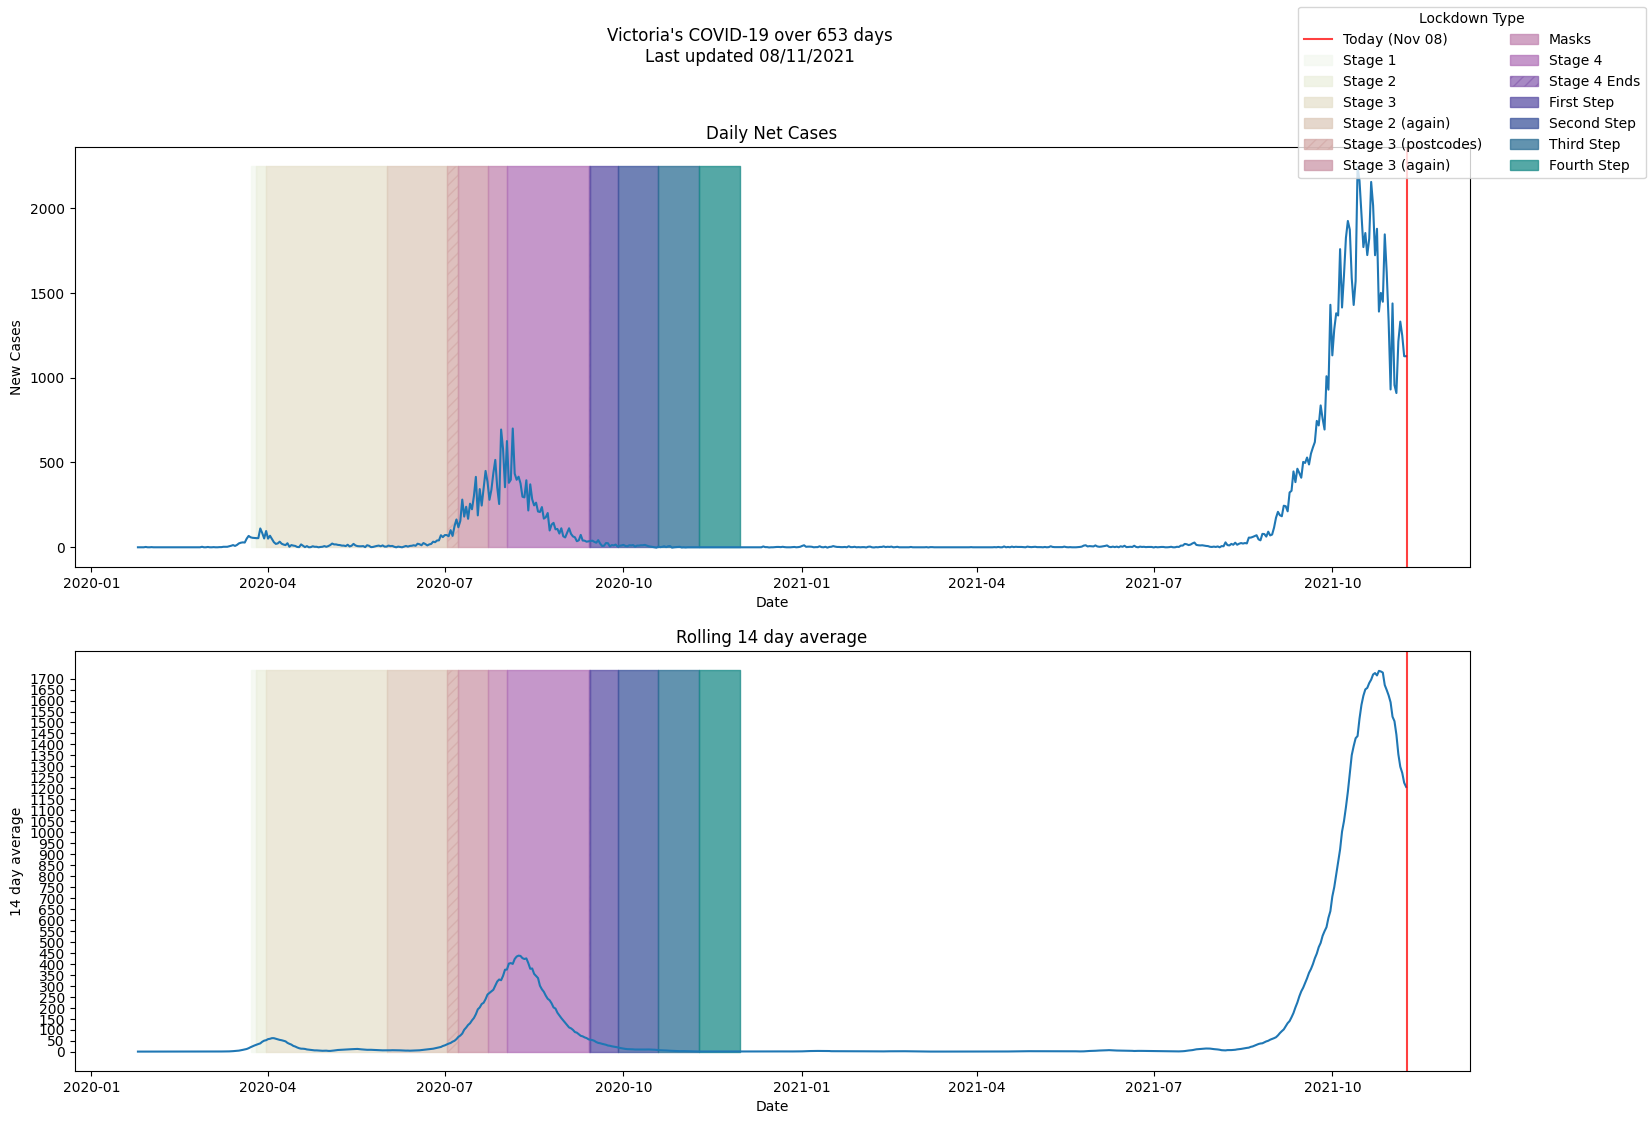 Victoria's COVID-19 over 653 days
Last updated 08/11/2021
Lockdown Type
Today (Nov 08)
Stage 1
Stage 2
Stage 3
Stage 2 (again)
Stage 3 (postcodes)
Stage 3 (again)
Masks
Stage 4
Stage 4 Ends
First Step
Second Step
Third Step
Fourth Step
Daily Net Cases
New Cases
2000
1500
1000
500
0
2020-01 2020-04 2020-07 2020-10 2021-01 2021-04 2021-07 2021-10
Date
Rolling 14 day average
14 day average
1700
1650
1600
1550
1500
1450
1400
1350
1300
1250
1200
1150
1100
1050
1000
950
900
850
800
750
700
650
600
550
500
450
400
350
300
250
200
150
100
50
0
2020-01 2020-04 2020-07 2020-10 2021-01 2021-04 2021-07 2021-10
Date